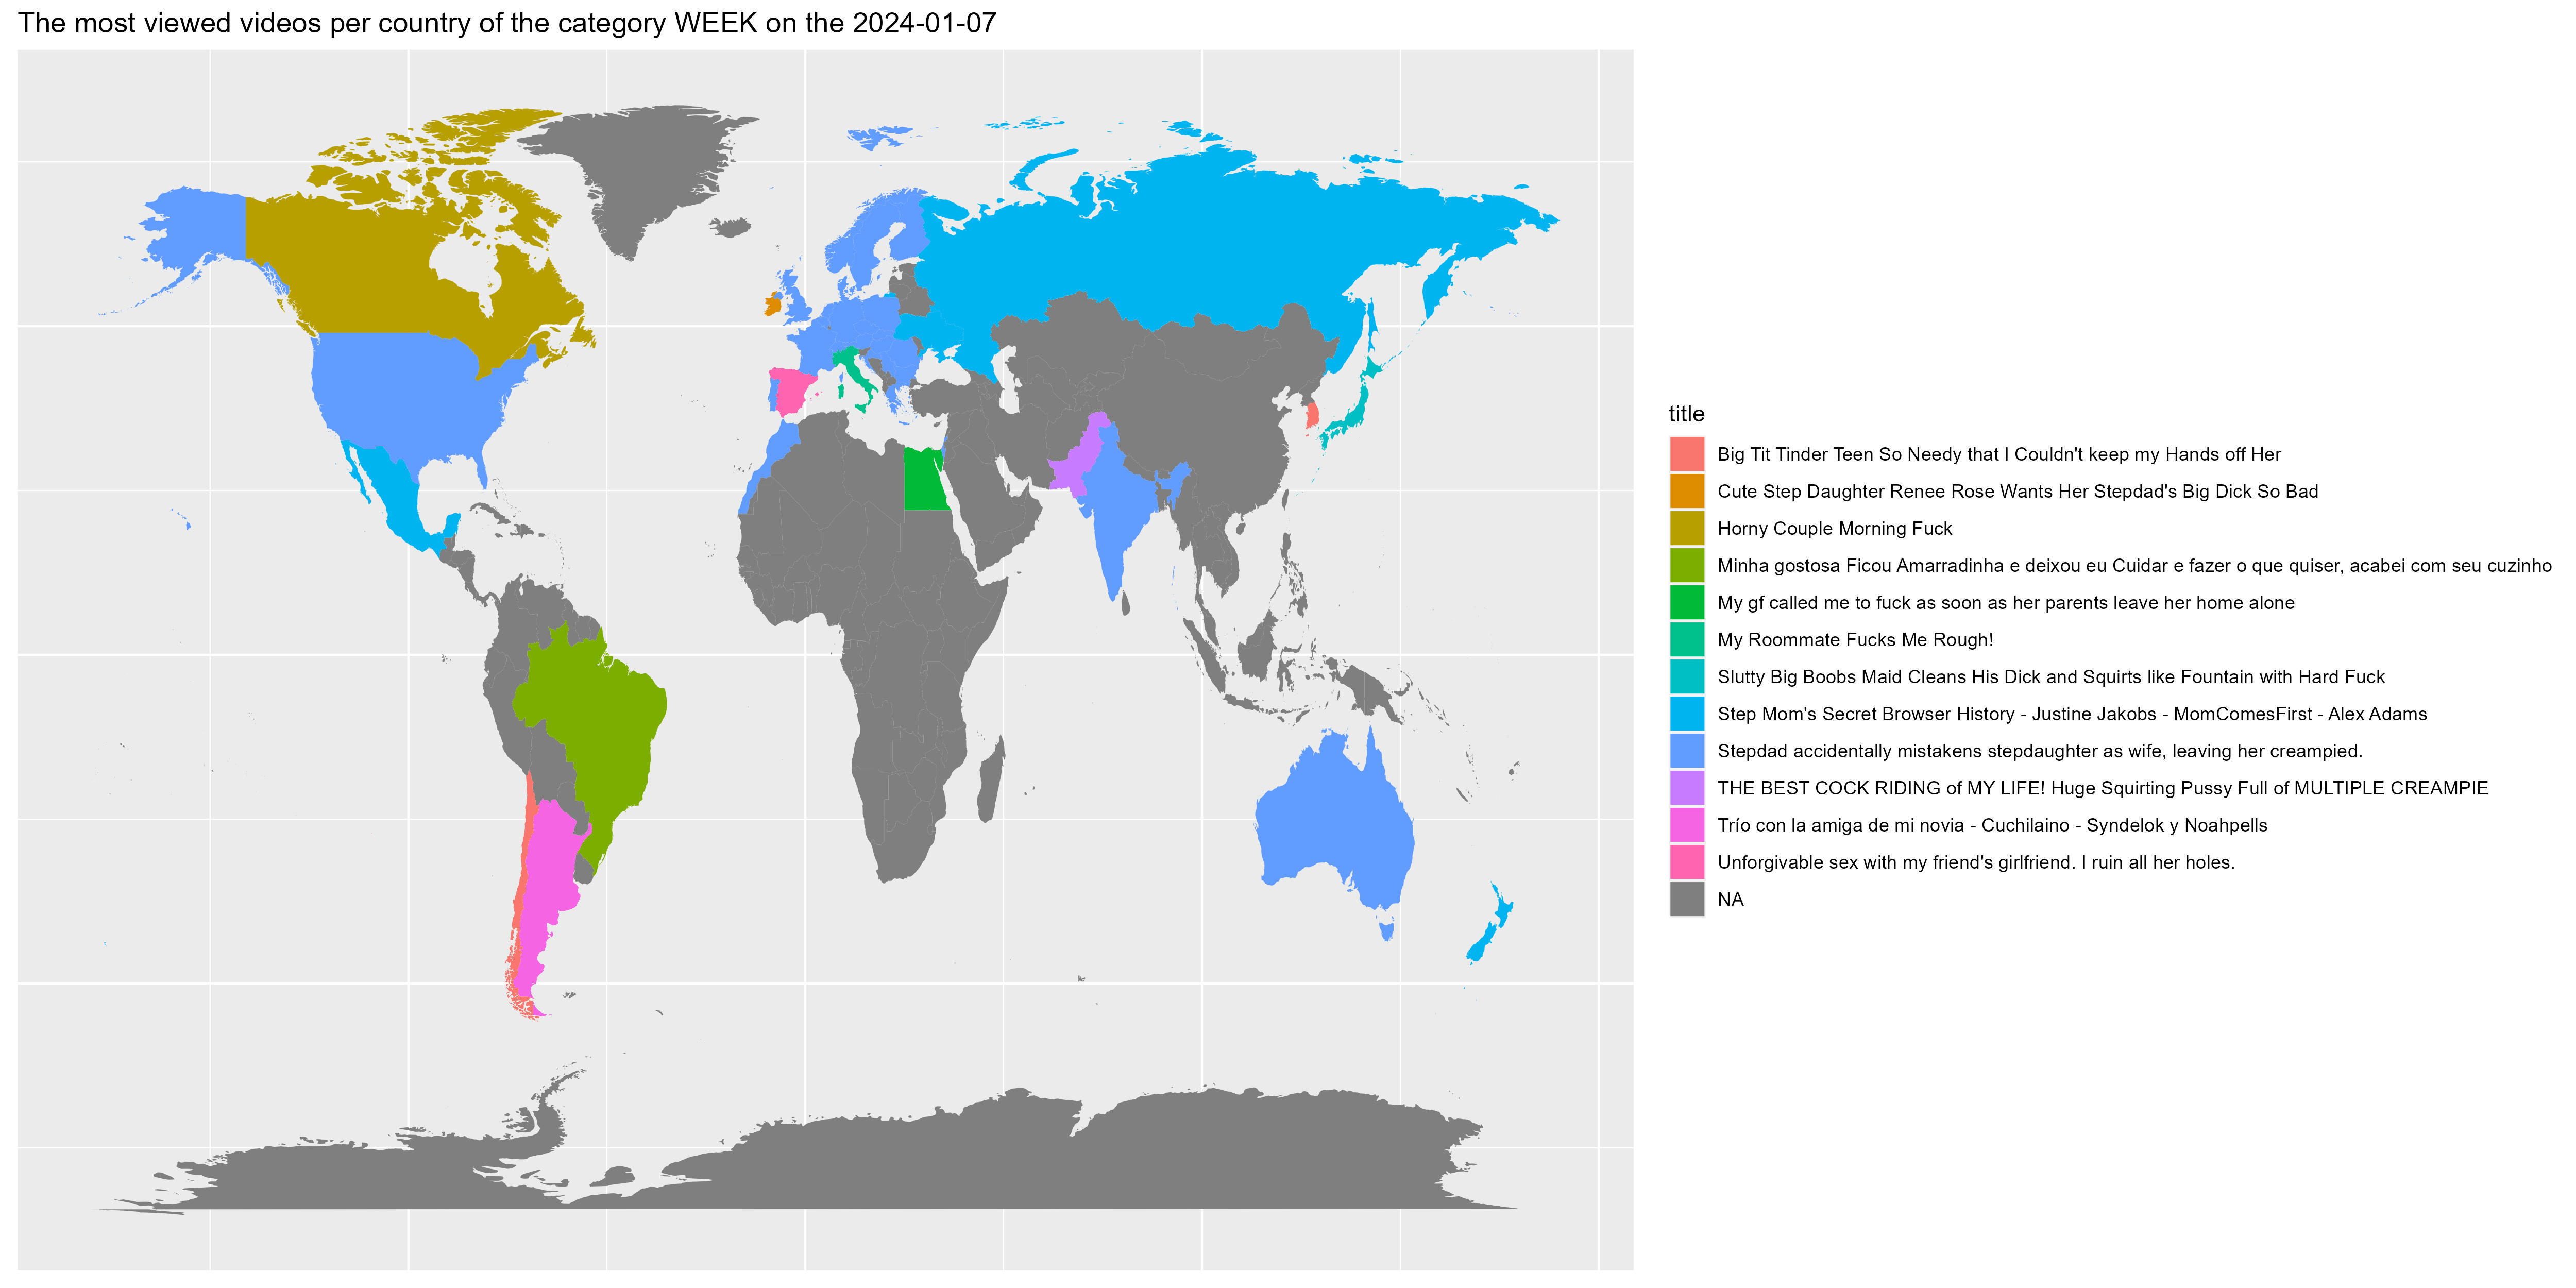 The most viewed videos per country of the category WEEK on the 2024-01-07
title
Big Tit Tinder Teen So Needy that I Couldn't keep my Hands off Her
Cute Step Daughter Renee Rose Wants Her Stepdad's Big Dick So Bad
Horny Couple Morning Fuck
Minha gostosa Ficou Amarradinha e deixou eu Cuidar e fazer o que quiser, acabei com seu cuzinho
My gf called me to fuck as soon as her parents leave her home alone
My Roommate Fucks Me Rough!
Slutty Big Boobs Maid Cleans His Dick and Squirts like Fountain with Hard Fuck
Step Mom's Secret Browser History - Justine Jakobs - MomComesFirst - Alex Adams
Stepdad accidentally mistakens stepdaughter as wife, leaving her creampied.
THE BEST COCK RIDING of MY LIFE! Huge Squirting Pussy Full of MULTIPLE CREAMPIE
Trío con la amiga de mi novia - Cuchilaino - Syndelok y Noahpells
Unforgivable sex with my friend's girlfriend. I ruin all her holes.
NA